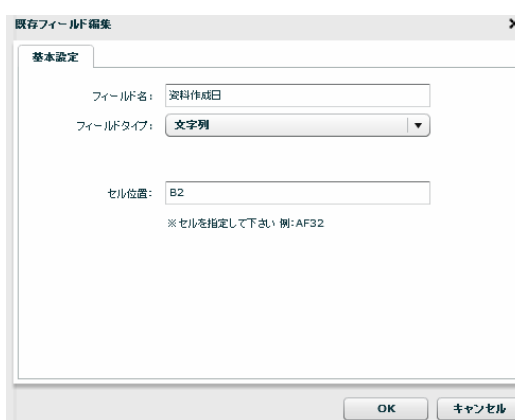 既存フィールド編集
基本設定
フィールド名: 資料作成日
フィールドタイプ: 文字列
セル位置: B2
※セルを指定して下さい 例:AF32
OK キャンセル